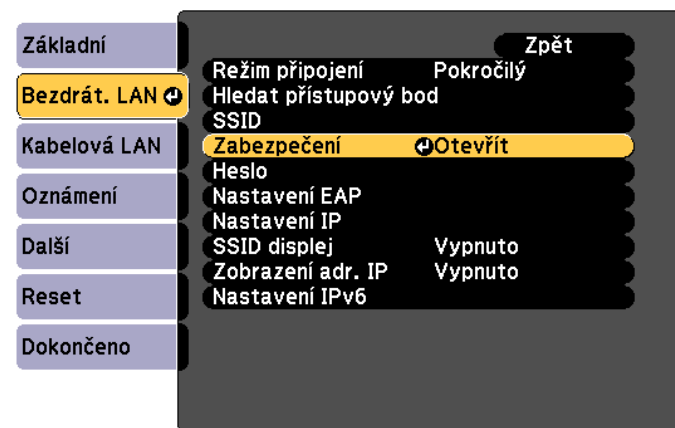 Základní
Bezdrát. LAN
Kabelová LAN
Oznámení
Další
Reset
Dokončeno
Zpět
Režim připojení Pokročilý
Hledat přístupový bod
SSID
Zabezpečení Otevřít
Heslo
Nastavení EAP
Nastavení IP
SSID displej Vypnuto
Zobrazení adr. IP Vypnuto
Nastavení IPv6